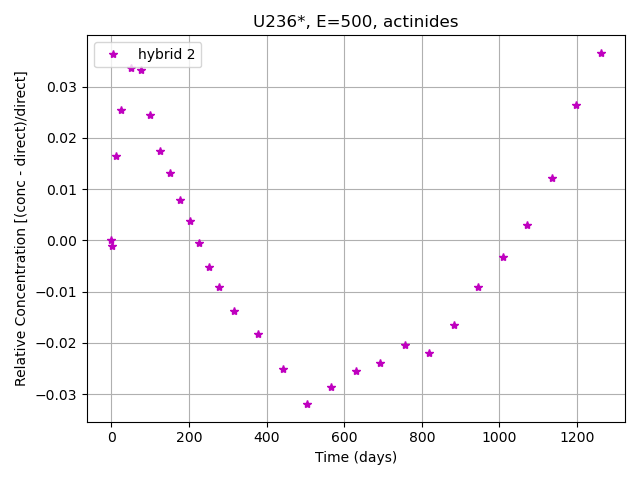 U236*, E=500, actinides
hybrid 2
Relative Concentration [(conc - direct)/direct]
0.03
0.02
0.01
0.00
−0.01
−0.02
−0.03
0 200 400 600 800 1000 1200
Time (days)